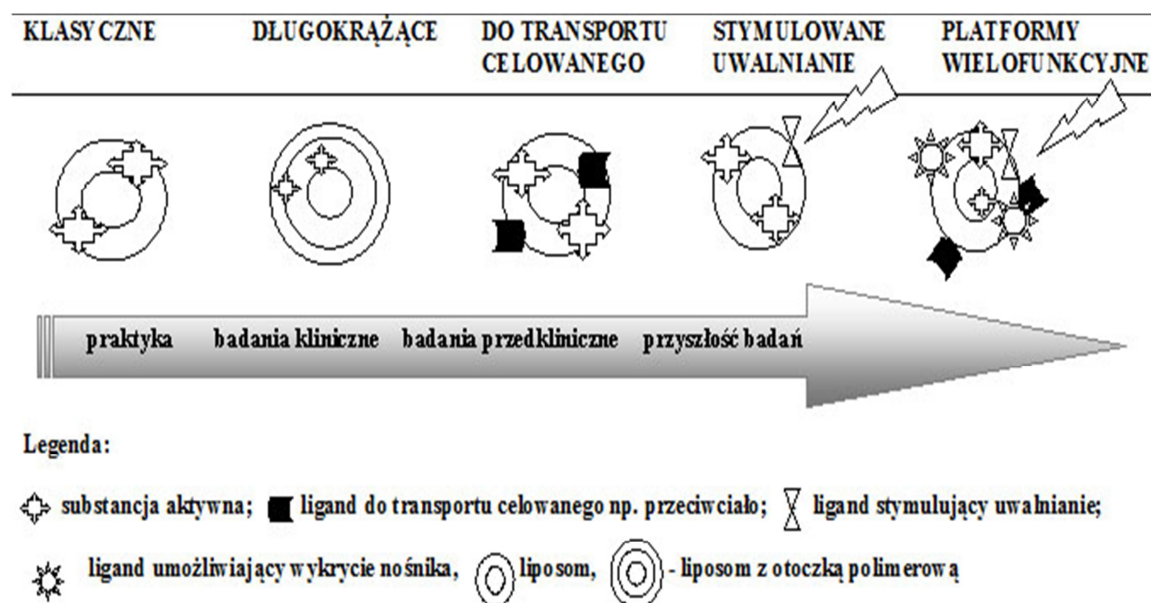 KLASYCZNE DŁUGOKRĄŻĄCE DO TRANSPORTU STYMULOWANE PLATFORMY
CELOWANEGO UWALNIANIE WIELOFUNKCYJNE
praktyka badania kliniczne badania przedkliniczne przyszłość badań
Legenda:
substancja aktywna; ligand do transportu celowanego np. przeciwciało; ligand stymulujący uwalnianie;
ligand umożliwiający wykrycie nośnika, liposom, - liposom z otoczką polimerową